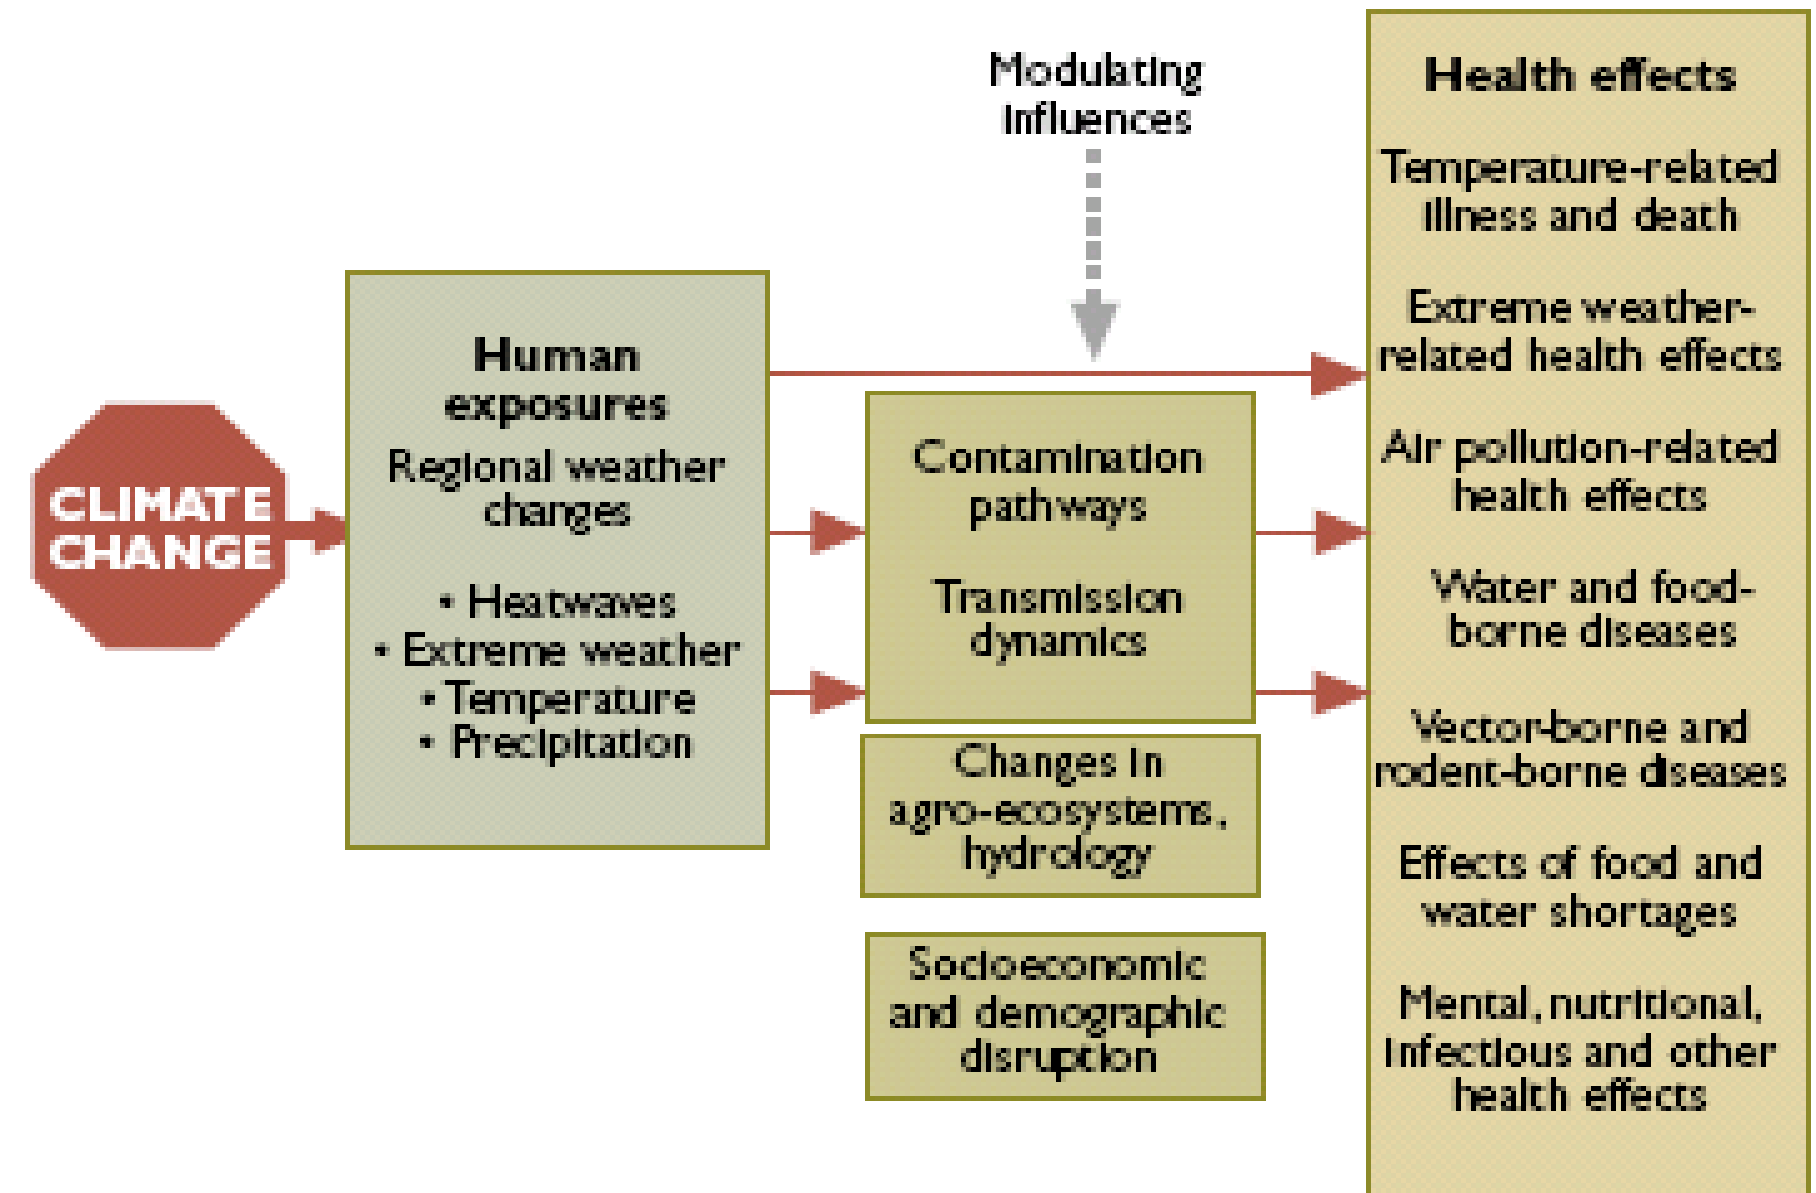 CLIMATE
CHANGE
Human
exposures
Regional weather
changes
• Heatwaves
• Extreme weather
• Temperature
• Precipitation
Modulating
influences
Contamination
pathways
Transmission
dynamics
Changes in
agro-ecosystems,
hydrology
Socioeconomic
and demographic
disruption
Health effects
Temperature-related
illness and death
Extreme weather-
related health effects
Air pollution-related
health effects
Water and food-
borne diseases
Vector-borne and
rodent-borne diseases
Effects of food and
water shortages
Mental, nutritional,
infectious and other
health effects